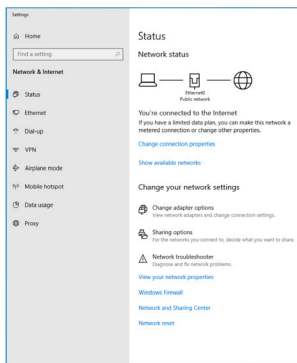 Settings
Home
Find a setting
Network & Internet
Status
Ethernet
Dial-up
VPN
Airplane mode
Mobile hotspot
Data usage
Proxy
Status
Network status
Ethernet0
Public network
You're connected to the Internet
If you have a limited data plan, you can make this network a
metered connection or change other properties.
Change connection properties
Show available networks
Change your network settings
Change adapter options
View network adapters and change connection settings.
Sharing options
For the networks you connect to, decide what you want to share.
Network troubleshooter
Diagnose and fix network problems.
View your network properties
Windows Firewall
Network and Sharing Center
Network reset